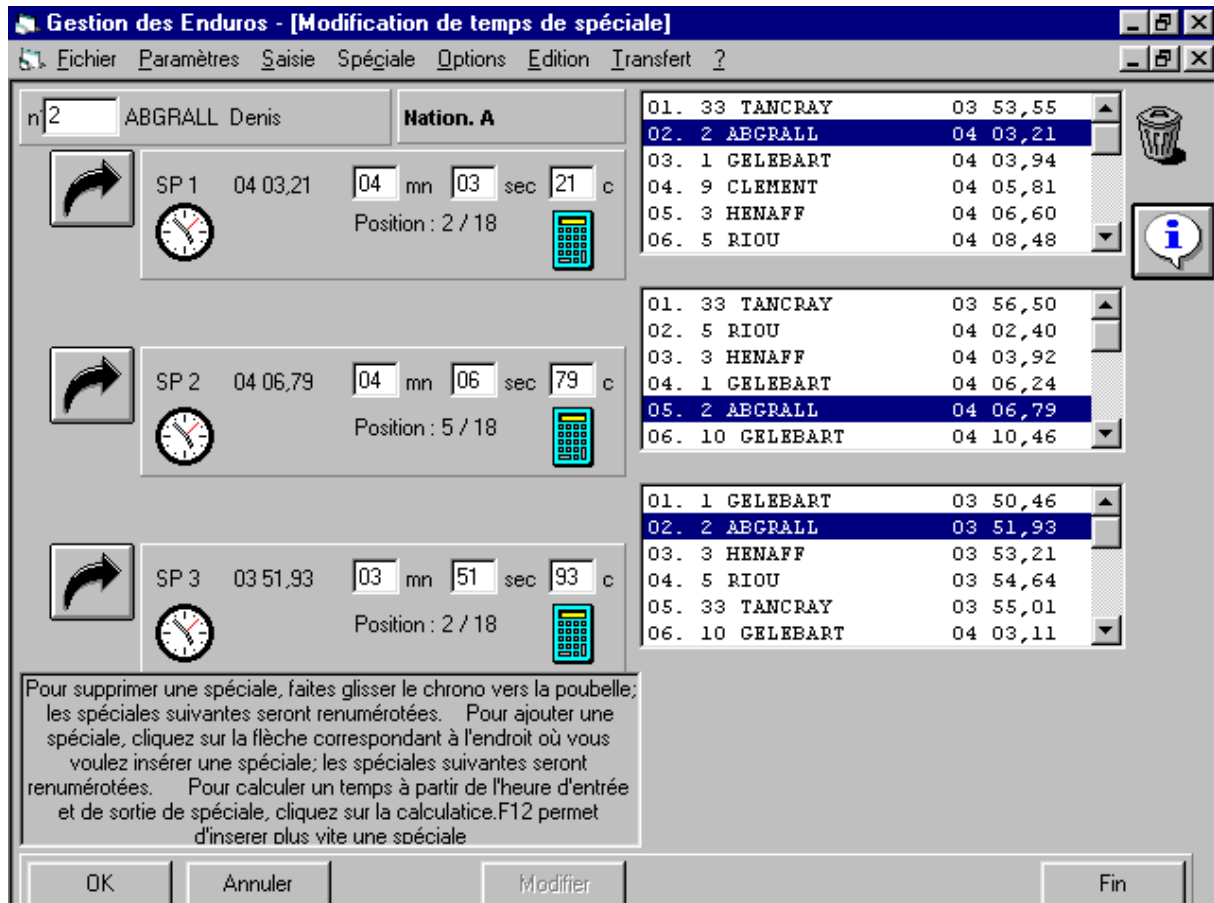 Gestion des Enduros - [Modification de temps de spéciale]
Fichier Paramètres Saisie Spéciale Options Edition Transfert ?
n° 2 ABGRALL Denis Nation. A
SP 1 04 03,21 04 mn 03 sec 21 c
Position : 2 / 18
01. 33 TANCRAY 03 53,55
02. 2 ABGRALL 04 03,21
03. 1 GELEBART 04 03,94
04. 9 CLEMENT 04 05,81
05. 3 HENAFF 04 06,60
06. 5 RIOU 04 08,48
SP 2 04 06,79 04 mn 06 sec 79 c
Position : 5 / 18
01. 33 TANCRAY 03 56,50
02. 5 RIOU 04 02,40
03. 3 HENAFF 04 03,92
04. 1 GELEBART 04 06,24
05. 2 ABGRALL 04 06,79
06. 10 GELEBART 04 10,46
SP 3 03 51,93 03 mn 51 sec 93 c
Position : 2 / 18
01. 1 GELEBART 03 50,46
02. 2 ABGRALL 03 51,93
03. 3 HENAFF 03 53,21
04. 5 RIOU 03 54,64
05. 33 TANCRAY 03 55,01
06. 10 GELEBART 04 03,11
Pour supprimer une spéciale, faites glisser le chrono vers la poubelle;
les spéciales suivantes seront renumérotées. Pour ajouter une
spéciale, cliquez sur la flèche correspondant à l'endroit où vous
voulez insérer une spéciale; les spéciales suivantes seront
renumérotées. Pour calculer un temps à partir de l'heure d'entrée
et de sortie de spéciale, cliquez sur la calculatice.F12 permet
d'inserer plus vite une spéciale
OK Annuler Modifier Fin